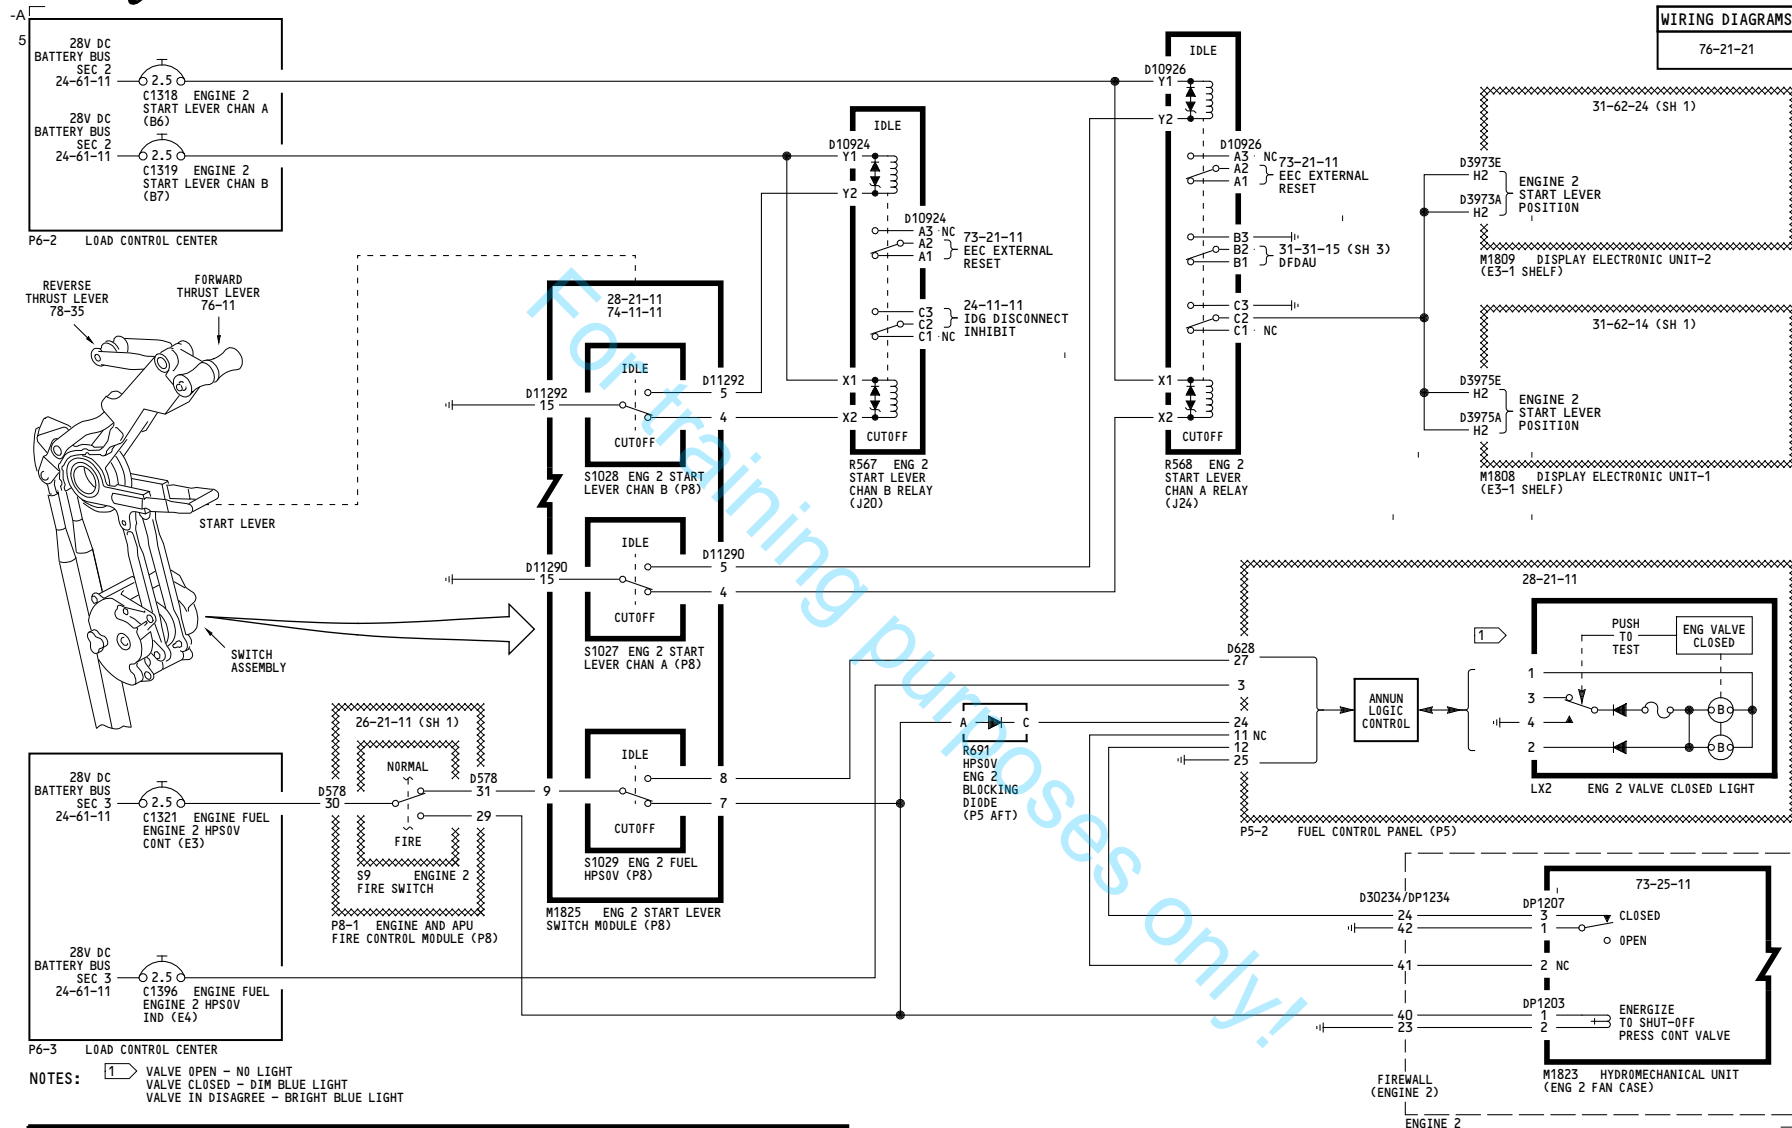 -A
5
WIRING DIAGRAMS
76-21-21
28V DC
BATTERY BUS
SEC 2
24-61-11
2.5
C1318 ENGINE 2
START LEVER CHAN A
(B6)
28V DC
BATTERY BUS
SEC 2
24-61-11
2.5
C1319 ENGINE 2
START LEVER CHAN B
(B7)
P6-2 LOAD CONTROL CENTER
REVERSE
THRUST LEVER
78-35
FORWARD
THRUST LEVER
76-11
START LEVER
SWITCH
ASSEMBLY
28-21-11
74-11-11
IDLE
D11292
15
D11292
5
4
CUTOFF
S1028 ENG 2 START
LEVER CHAN B (P8)
IDLE
D11290
15
D11290
5
4
CUTOFF
S1027 ENG 2 START
LEVER CHAN A (P8)
IDLE
9
8
7
CUTOFF
S1029 ENG 2 FUEL
HPSOV (P8)
M1825 ENG 2 START LEVER
SWITCH MODULE (P8)
IDLE
D10924
Y1
Y2
D10924
A3 NC
A2
A1
73-21-11
EEC EXTERNAL
RESET
C3
C2
C1 NC
24-11-11
IDG DISCONNECT
INHIBIT
X1
X2
CUTOFF
R567 ENG 2
START LEVER
CHAN B RELAY
(J20)
IDLE
D10926
Y1
Y2
D10926
A3 NC
A2
A1
73-21-11
EEC EXTERNAL
RESET
B3
B2
B1
31-31-15 (SH 3)
DFDAU
C3
C2
C1 NC
X1
X2
CUTOFF
R568 ENG 2
START LEVER
CHAN A RELAY
(J24)
31-62-24 (SH 1)
D3973E
H2
D3973A
H2
ENGINE 2
START LEVER
POSITION
M1809 DISPLAY ELECTRONIC UNIT-2
(E3-1 SHELF)
31-62-14 (SH 1)
D3975E
H2
D3975A
H2
ENGINE 2
START LEVER
POSITION
M1808 DISPLAY ELECTRONIC UNIT-1
(E3-1 SHELF)
28-21-11
D628
27
3
24
11 NC
12
25
ANNUN
LOGIC
CONTROL
1
PUSH
TO
TEST
ENG VALVE
CLOSED
1
3
4
2
B
B
LX2 ENG 2 VALVE CLOSED LIGHT
P5-2 FUEL CONTROL PANEL (P5)
A C
R691
HPSOV
ENG 2
BLOCKING
DIODE
(P5 AFT)
28V DC
BATTERY BUS
SEC 3
24-61-11
2.5
C1321 ENGINE FUEL
ENGINE 2 HPSOV
CONT (E3)
28V DC
BATTERY BUS
SEC 3
24-61-11
2.5
C1396 ENGINE FUEL
ENGINE 2 HPSOV
IND (E4)
P6-3 LOAD CONTROL CENTER
26-21-11 (SH 1)
NORMAL
D578
30
D578
31
29
FIRE
S9 ENGINE 2
FIRE SWITCH
P8-1 ENGINE AND APU
FIRE CONTROL MODULE (P8)
D30234/DP1234
24
42
41
40
23
FIREWALL
(ENGINE 2)
73-25-11
DP1207
3
1
CLOSED
OPEN
2 NC
DP1203
1
2
ENERGIZE
TO SHUT-OFF
PRESS CONT VALVE
M1823 HYDROMECHANICAL UNIT
(ENG 2 FAN CASE)
ENGINE 2
NOTES:
1 VALVE OPEN - NO LIGHT
VALVE CLOSED - DIM BLUE LIGHT
VALVE IN DISAGREE - BRIGHT BLUE LIGHT
For training purposes only!